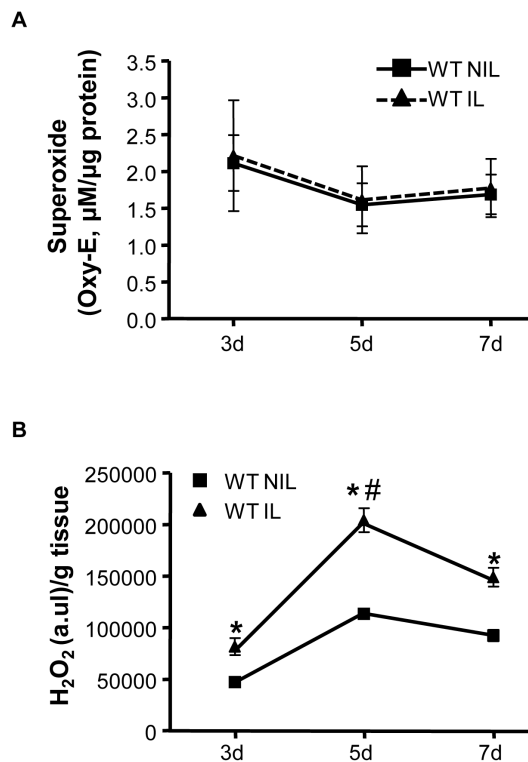 A
Superoxide
(Oxy-E, µM/µg protein)
3.5
3.0
2.5
2.0
1.5
1.0
0.5
0.0
WT NIL
WT IL
3d 5d 7d
B
H₂O₂ (a.ul)/g tissue
250000
200000
150000
100000
50000
0
WT NIL
WT IL
* # 
*
*
3d 5d 7d